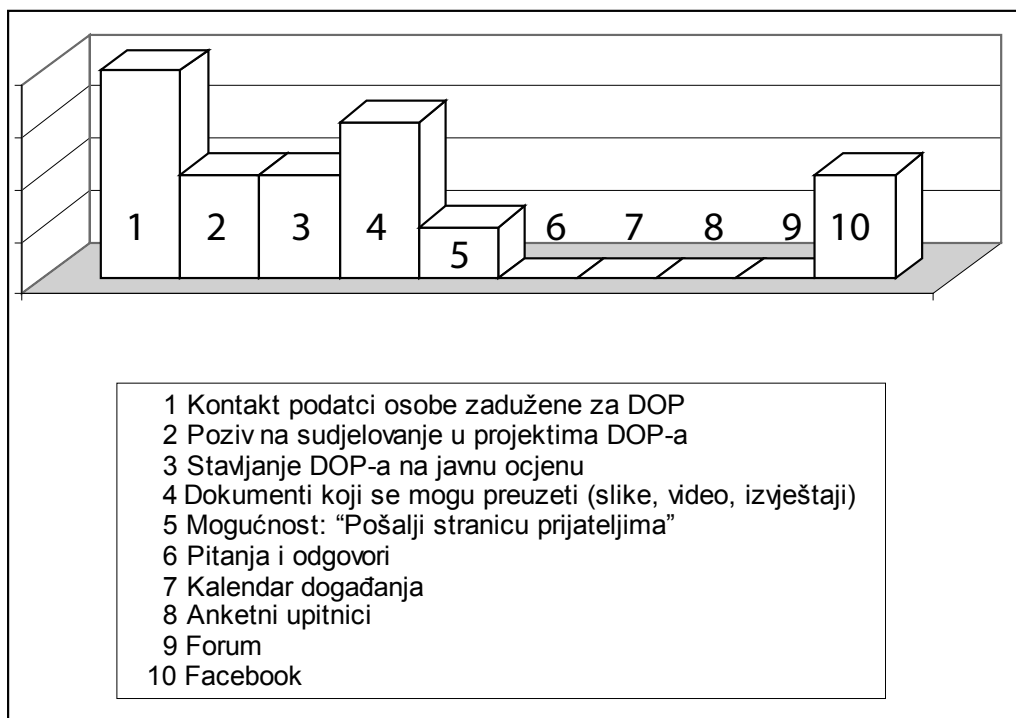 1
2
3
4
5
6
7
8
9
10
1 Kontakt podatci osobe zadužene za DOP
2 Poziv na sudjelovanje u projektima DOP-a
3 Stavljanje DOP-a na javnu ocjenu
4 Dokumenti koji se mogu preuzeti (slike, video, izvještaji)
5 Mogućnost: “Pošalji stranicu prijateljima”
6 Pitanja i odgovori
7 Kalendar događanja
8 Anketni upitnici
9 Forum
10 Facebook